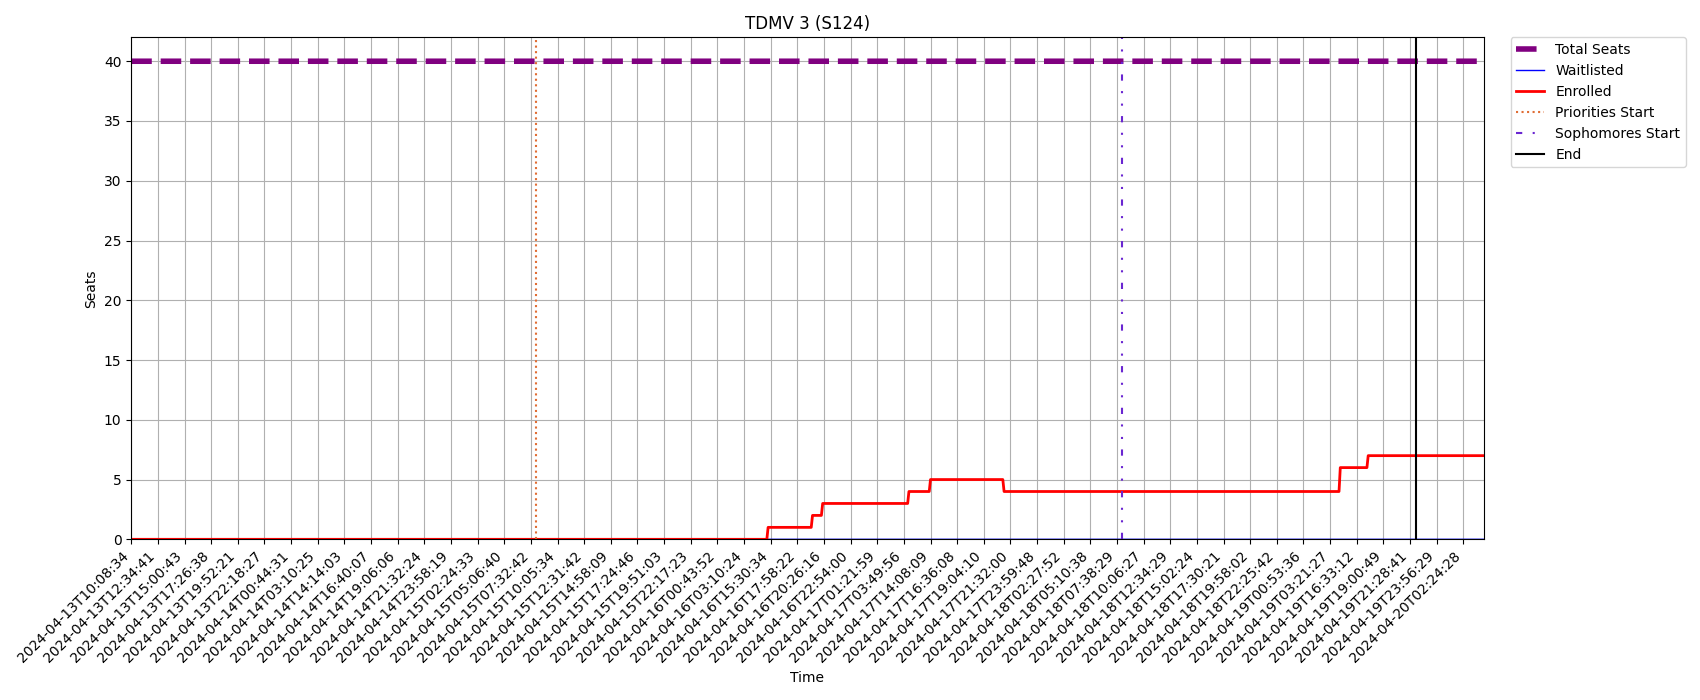 TDMV 3 (S124)
Total Seats
Waitlisted
Enrolled
Priorities Start
Sophomores Start
End
Seats
40
35
30
25
20
15
10
5
0
2024-04-13T10:08:34
2024-04-13T12:34:41
2024-04-13T15:00:43
2024-04-13T17:26:38
2024-04-13T19:52:21
2024-04-13T22:18:27
2024-04-14T00:44:31
2024-04-14T03:10:25
2024-04-14T14:14:03
2024-04-14T16:40:07
2024-04-14T19:06:06
2024-04-14T21:32:24
2024-04-14T23:58:19
2024-04-15T02:24:33
2024-04-15T05:06:40
2024-04-15T07:32:42
2024-04-15T10:05:34
2024-04-15T12:31:42
2024-04-15T14:58:09
2024-04-15T17:24:46
2024-04-15T19:51:03
2024-04-15T22:17:23
2024-04-16T00:43:52
2024-04-16T03:10:24
2024-04-16T15:30:34
2024-04-16T17:58:22
2024-04-16T20:26:16
2024-04-16T22:54:00
2024-04-17T01:21:59
2024-04-17T03:49:56
2024-04-17T14:08:09
2024-04-17T16:36:08
2024-04-17T19:04:10
2024-04-17T21:32:00
2024-04-17T23:59:48
2024-04-18T02:27:52
2024-04-18T05:10:38
2024-04-18T07:38:29
2024-04-18T10:06:27
2024-04-18T12:34:29
2024-04-18T15:02:24
2024-04-18T17:30:21
2024-04-18T19:58:02
2024-04-18T22:25:42
2024-04-19T00:53:36
2024-04-19T03:21:27
2024-04-19T16:33:12
2024-04-19T19:00:49
2024-04-19T21:28:41
2024-04-19T23:56:29
2024-04-20T02:24:28
Time